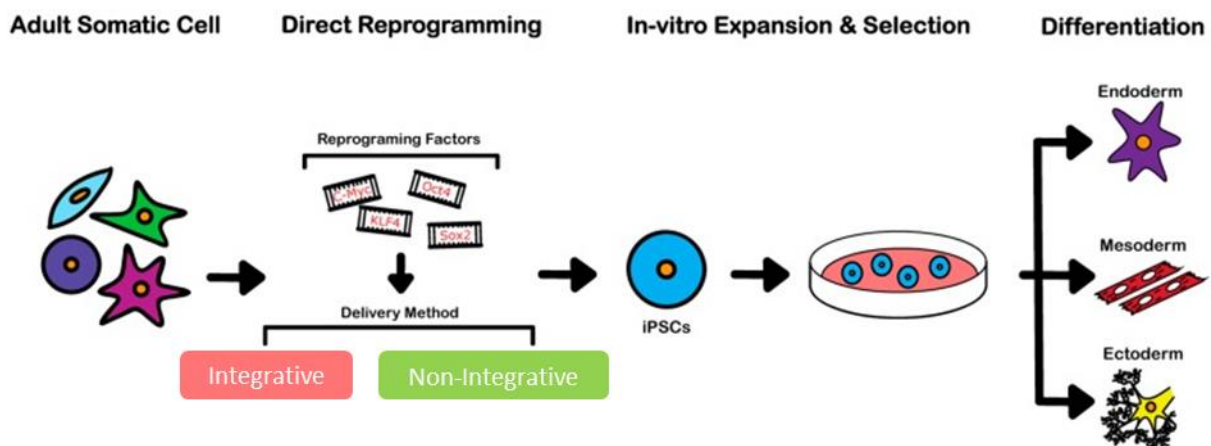 Adult Somatic Cell
Direct Reprogramming
In-vitro Expansion & Selection
Differentiation
Reprograming Factors
C-Myc
Oct4
KLF4
Sox2
Delivery Method
Integrative
Non-Integrative
iPSCs
Endoderm
Mesoderm
Ectoderm